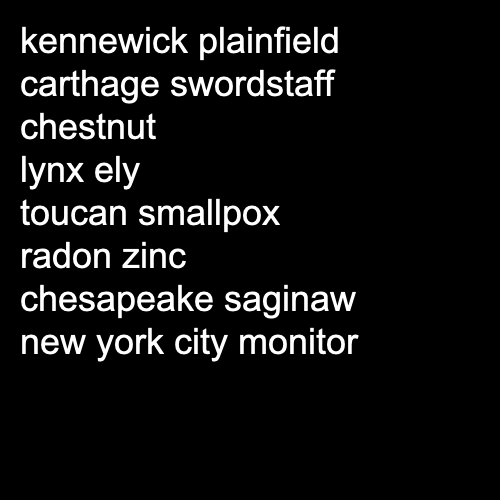 kennewick plainfield
carthage swordstaff
chestnut
lynx ely
toucan smallpox
radon zinc
chesapeake saginaw
new york city monitor